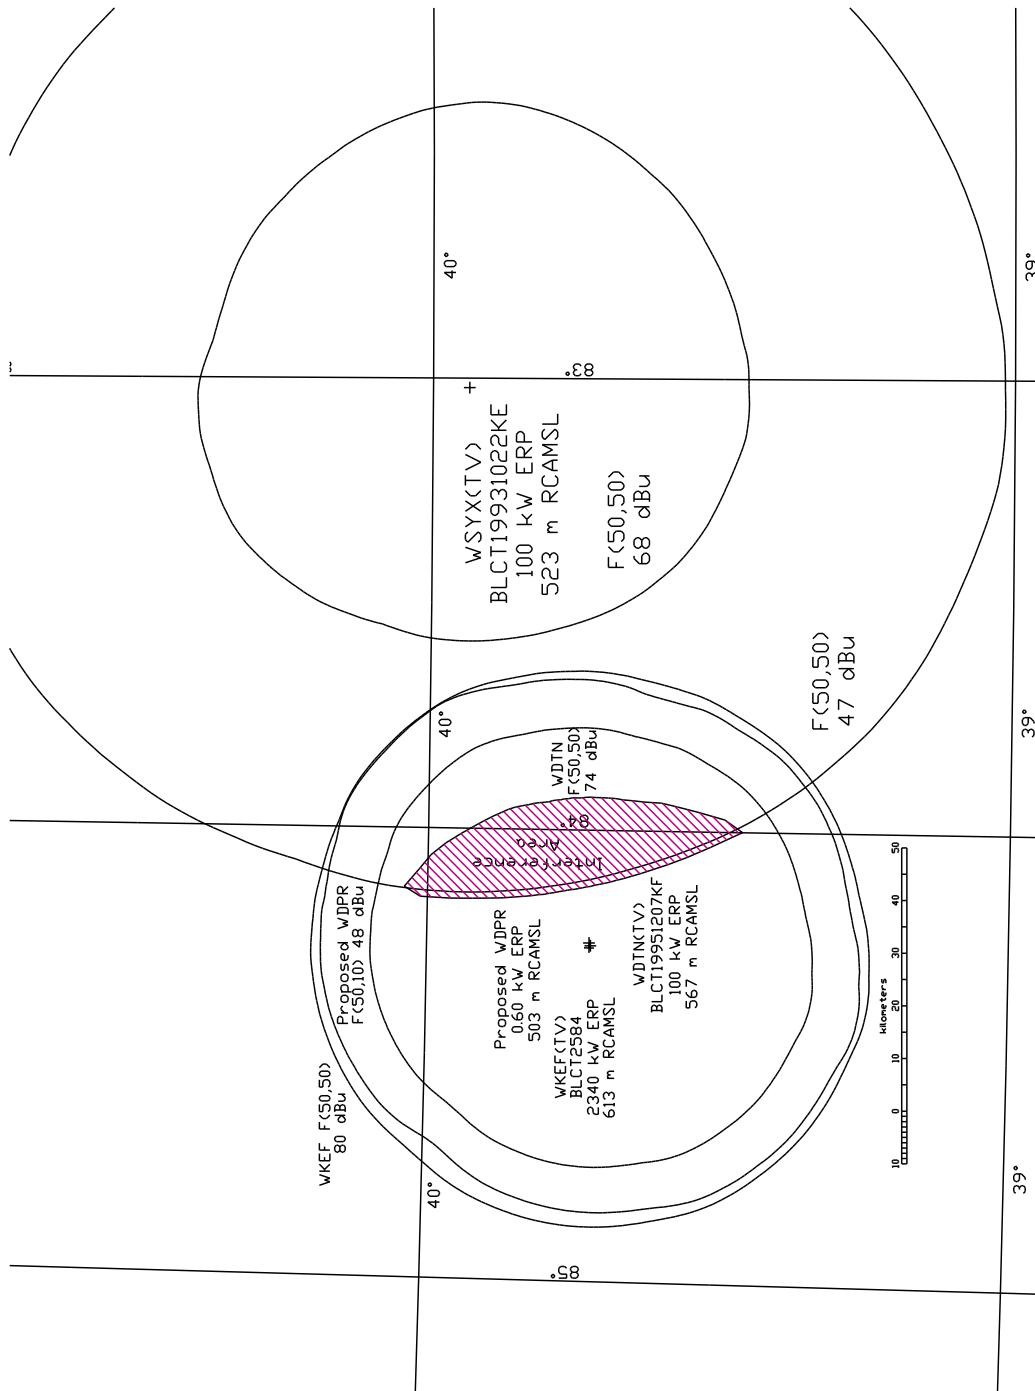 40°
39°
83°
WSYX(TV)
BLCT19931022KE
100 kW ERP
523 m RCAMSL
F(50,50)
68 dBu
F(50,50)
47 dBu
40°
39°
WDTN
F(50,50)
74 dBu
84°
Interference
Area
Proposed WDPR
F(50,10) 48 dBu
Proposed WDPR
0.60 kW ERP
503 m RCAMSL
WDTN(TV)
BLCT19951207KF
100 kW ERP
567 m RCAMSL
WKEF(TV)
BLCT2584
2340 kW ERP
613 m RCAMSL
WKEF F(50,50)
80 dBu
kilometers
10 0 10 20 30 40 50
40°
39°
85°